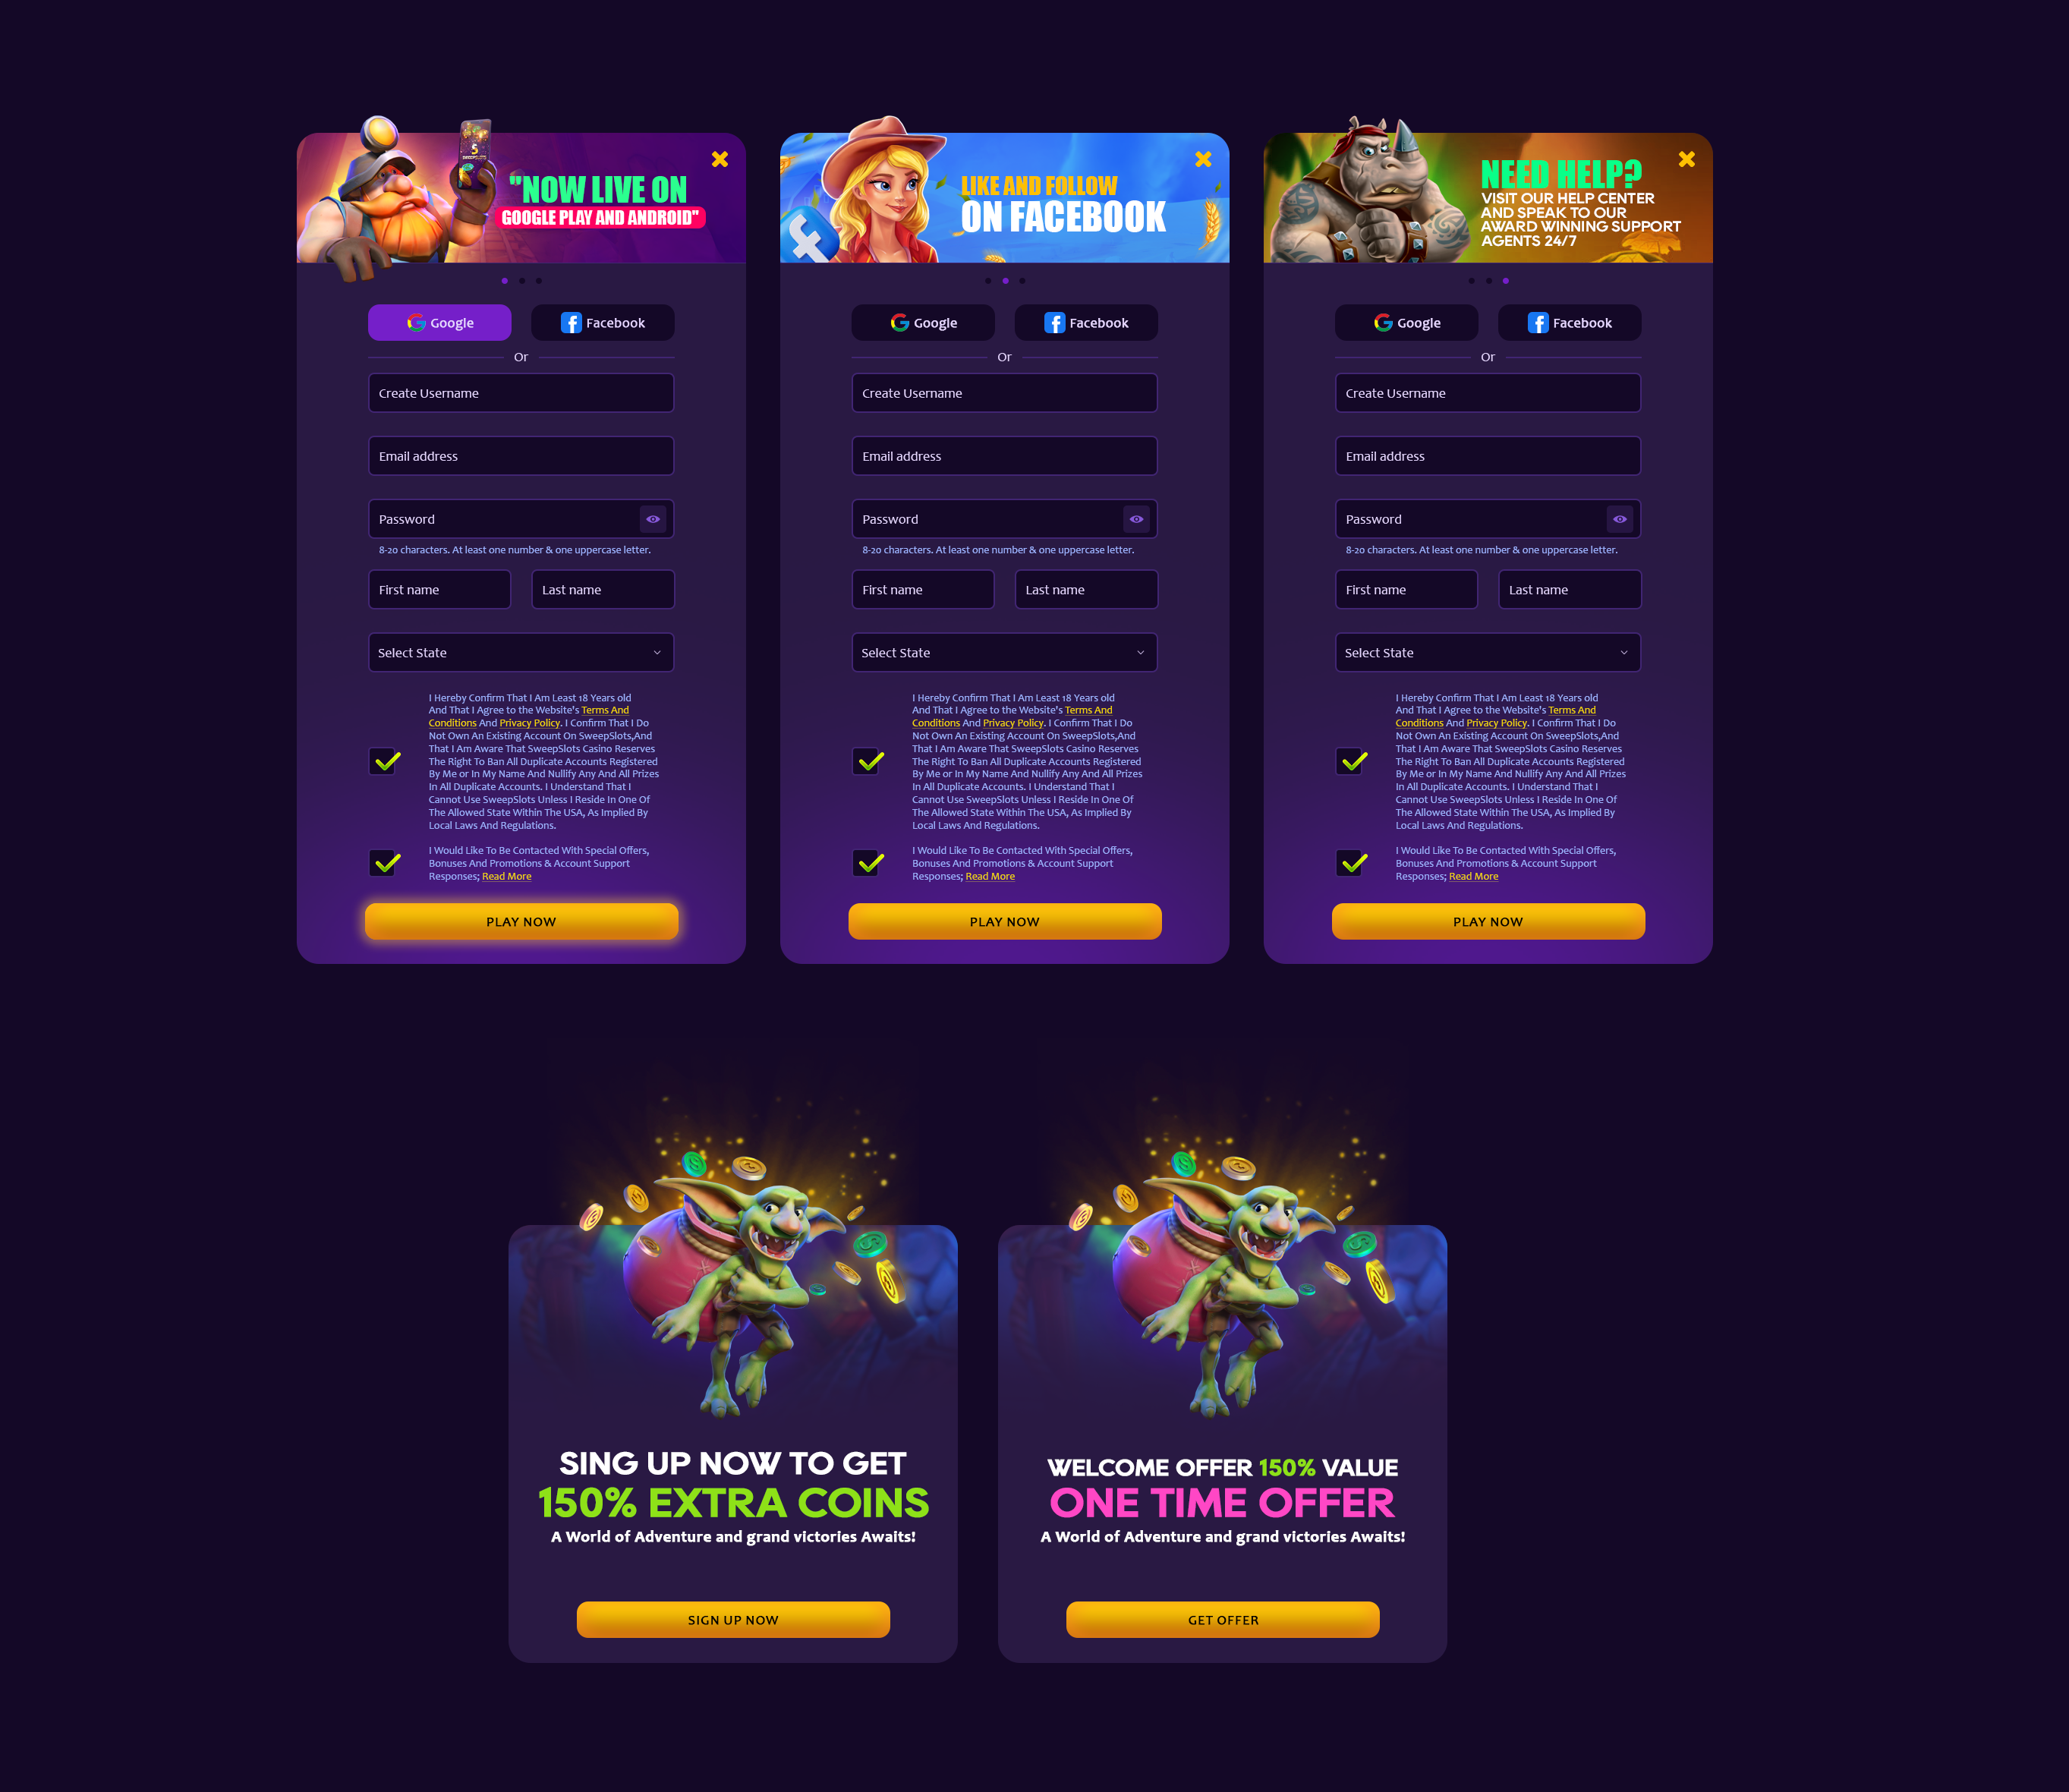 "NOW LIVE ON
GOOGLE PLAY AND ANDROID"
Google
Facebook
Or
Create Username
Email address
Password
8-20 characters. At least one number & one uppercase letter.
First name
Last name
Select State
I Hereby Confirm That I Am Least 18 Years old
And That I Agree to the Website's Terms And
Conditions And Privacy Policy. I Confirm That I Do
Not Own An Existing Account On SweepSlots,And
That I Am Aware That SweepSlots Casino Reserves
The Right To Ban All Duplicate Accounts Registered
By Me or In My Name And Nullify Any And All Prizes
In All Duplicate Accounts. I Understand That I
Cannot Use SweepSlots Unless I Reside In One Of
The Allowed State Within The USA, As Implied By
Local Laws And Regulations.
I Would Like To Be Contacted With Special Offers,
Bonuses And Promotions & Account Support
Responses; Read More
PLAY NOW
LIKE AND FOLLOW
ON FACEBOOK
Google
Facebook
Or
Create Username
Email address
Password
8-20 characters. At least one number & one uppercase letter.
First name
Last name
Select State
I Hereby Confirm That I Am Least 18 Years old
And That I Agree to the Website's Terms And
Conditions And Privacy Policy. I Confirm That I Do
Not Own An Existing Account On SweepSlots,And
That I Am Aware That SweepSlots Casino Reserves
The Right To Ban All Duplicate Accounts Registered
By Me or In My Name And Nullify Any And All Prizes
In All Duplicate Accounts. I Understand That I
Cannot Use SweepSlots Unless I Reside In One Of
The Allowed State Within The USA, As Implied By
Local Laws And Regulations.
I Would Like To Be Contacted With Special Offers,
Bonuses And Promotions & Account Support
Responses; Read More
PLAY NOW
NEED HELP?
VISIT OUR HELP CENTER
AND SPEAK TO OUR
AWARD WINNING SUPPORT
AGENTS 24/7
Google
Facebook
Or
Create Username
Email address
Password
8-20 characters. At least one number & one uppercase letter.
First name
Last name
Select State
I Hereby Confirm That I Am Least 18 Years old
And That I Agree to the Website's Terms And
Conditions And Privacy Policy. I Confirm That I Do
Not Own An Existing Account On SweepSlots,And
That I Am Aware That SweepSlots Casino Reserves
The Right To Ban All Duplicate Accounts Registered
By Me or In My Name And Nullify Any And All Prizes
In All Duplicate Accounts. I Understand That I
Cannot Use SweepSlots Unless I Reside In One Of
The Allowed State Within The USA, As Implied By
Local Laws And Regulations.
I Would Like To Be Contacted With Special Offers,
Bonuses And Promotions & Account Support
Responses; Read More
PLAY NOW
SING UP NOW TO GET
150% EXTRA COINS
A World of Adventure and grand victories Awaits!
SIGN UP NOW
WELCOME OFFER 150% VALUE
ONE TIME OFFER
A World of Adventure and grand victories Awaits!
GET OFFER